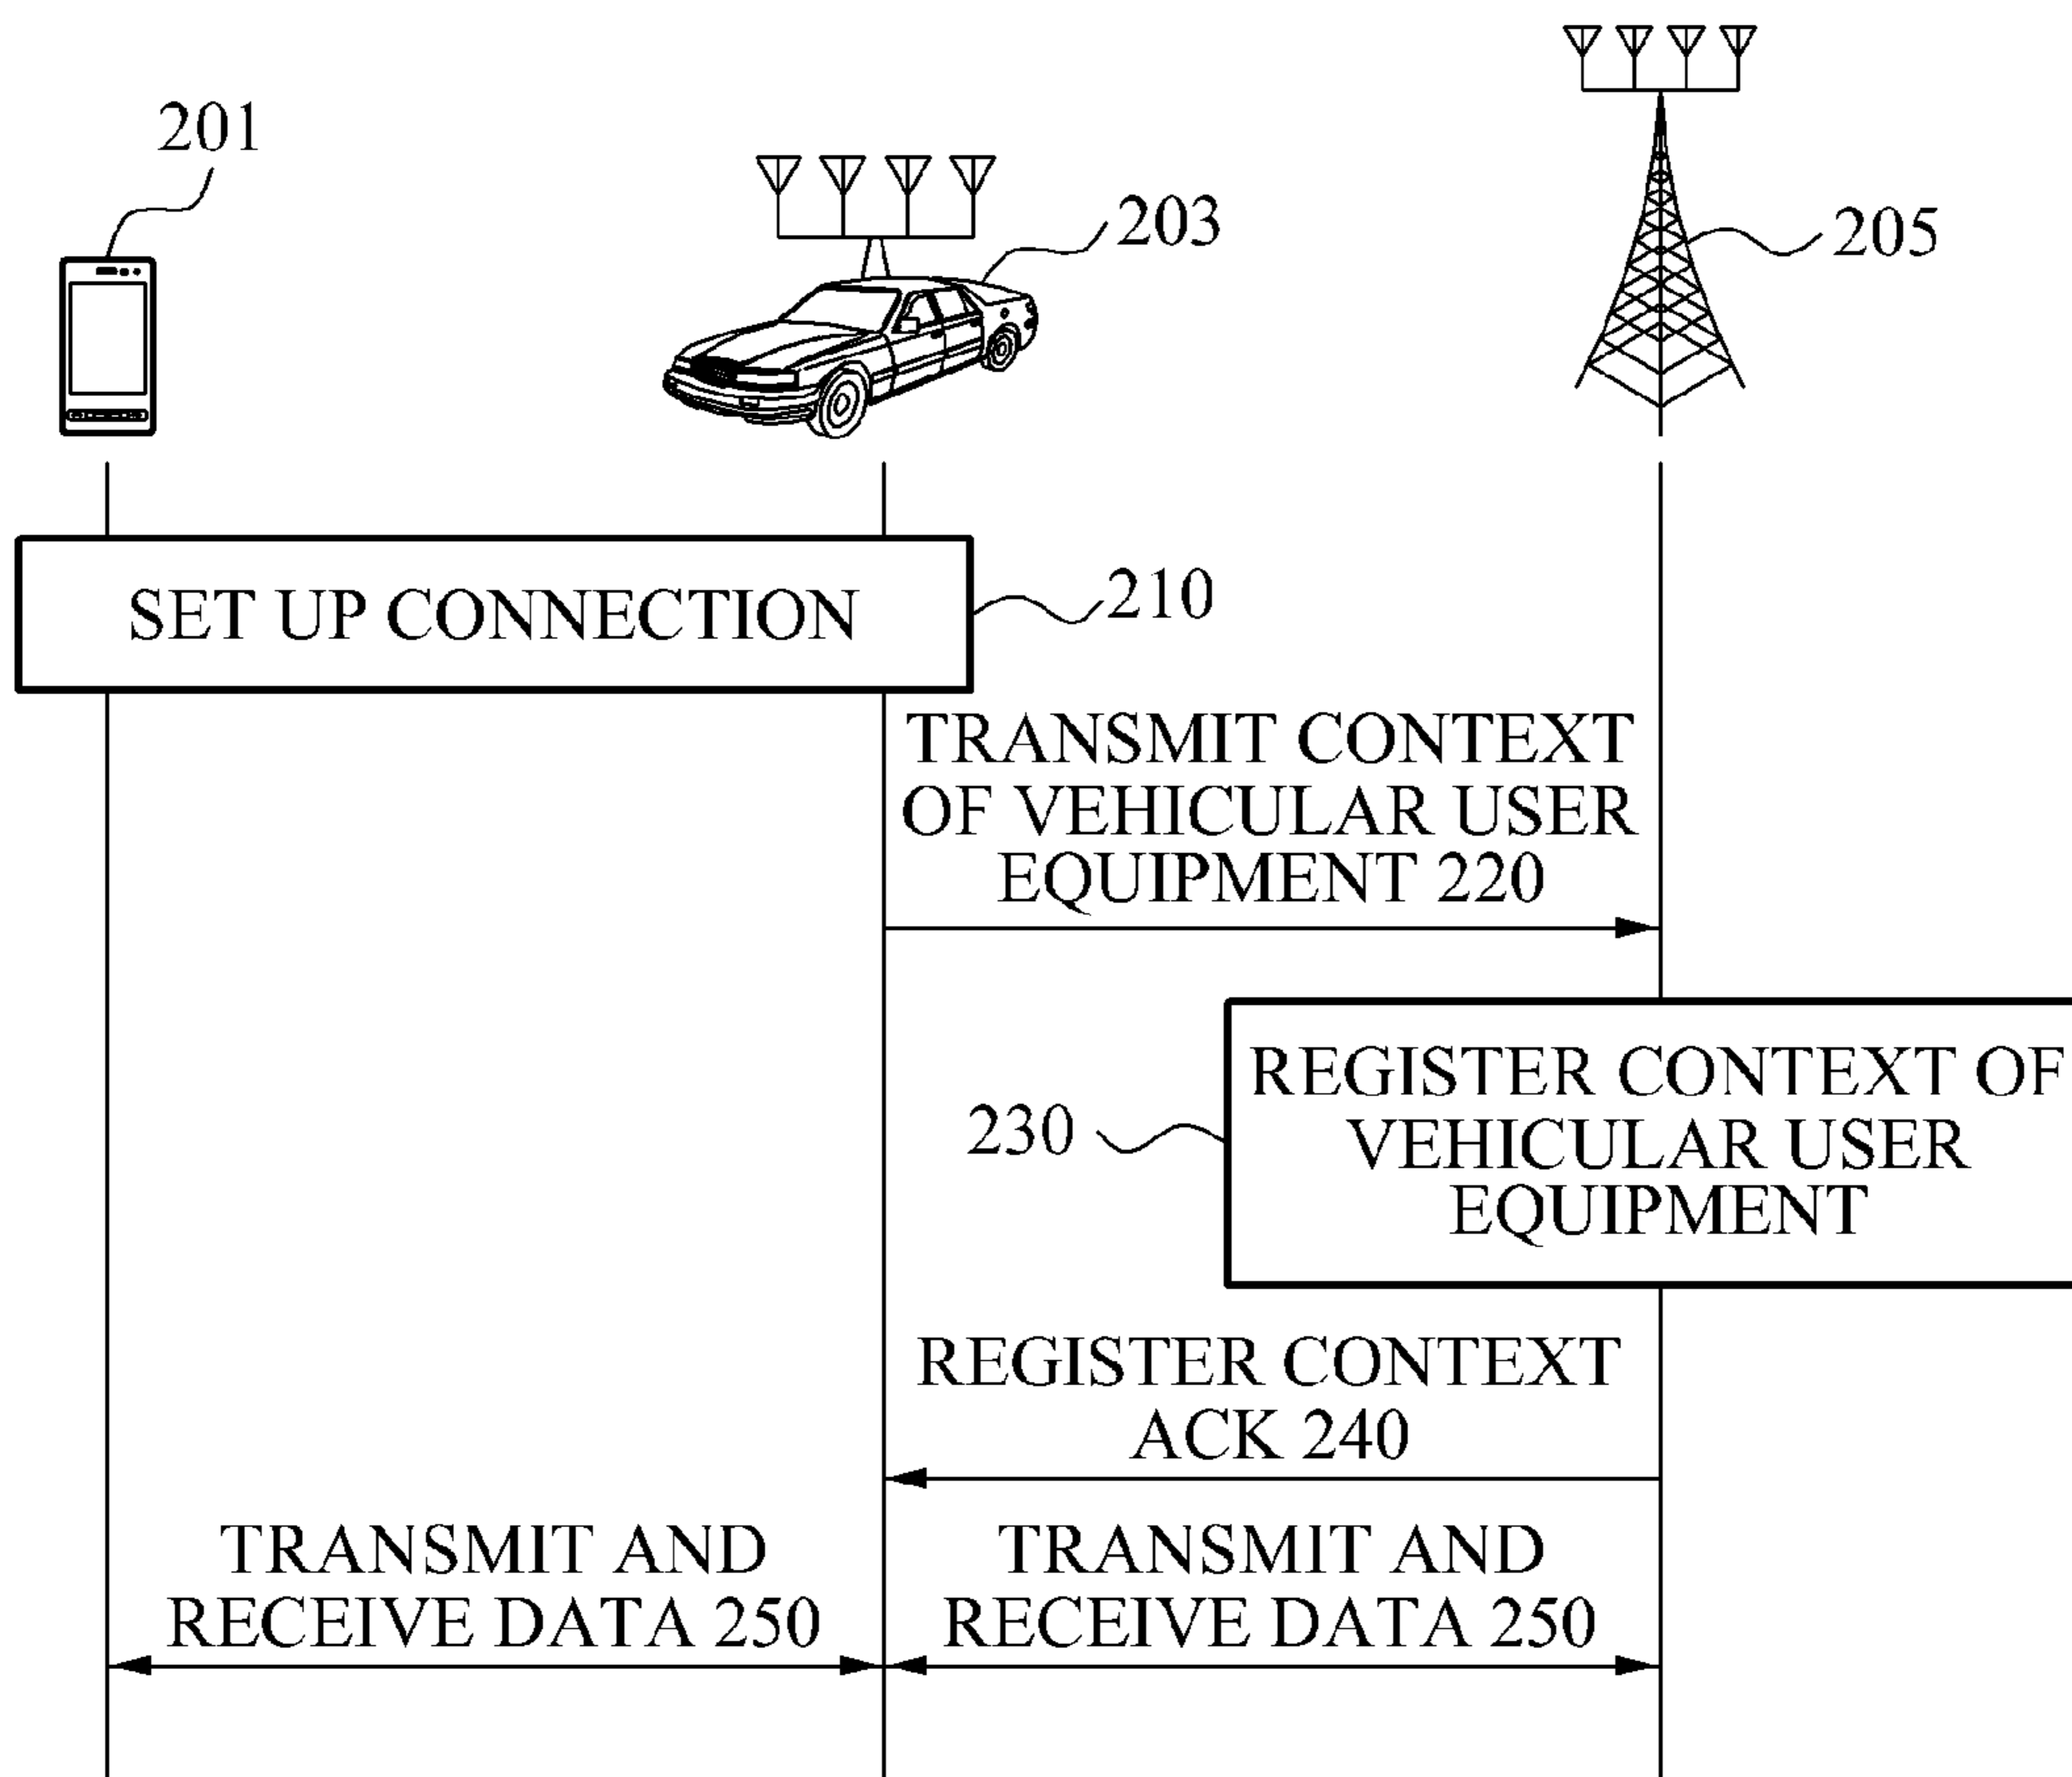 201
203
205
SET UP CONNECTION
210
TRANSMIT CONTEXT
OF VEHICULAR USER
EQUIPMENT 220
REGISTER CONTEXT OF
VEHICULAR USER
EQUIPMENT
230
REGISTER CONTEXT
ACK 240
TRANSMIT AND
RECEIVE DATA 250
TRANSMIT AND
RECEIVE DATA 250